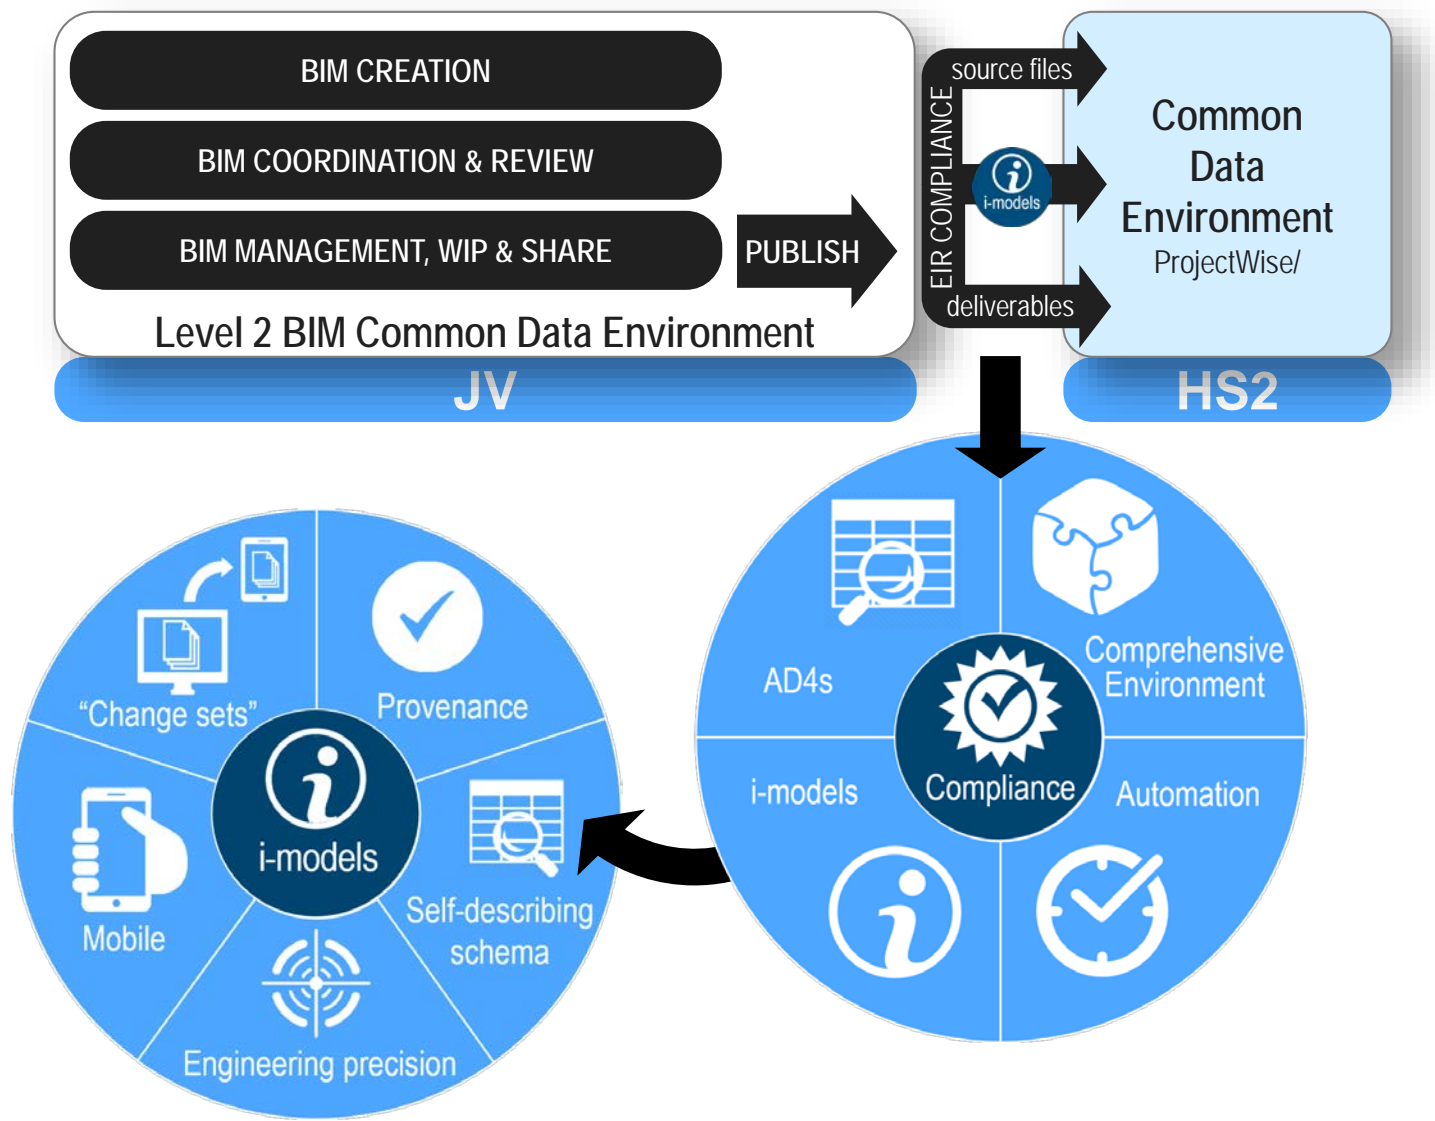 BIM CREATION
BIM COORDINATION & REVIEW
BIM MANAGEMENT, WIP & SHARE
PUBLISH
Level 2 BIM Common Data Environment
JV
EIR COMPLIANCE
source files
i-models
deliverables
Common
Data
Environment
ProjectWise/
HS2
AD4s
Comprehensive
Environment
i-models
Compliance
Automation
“Change sets”
Provenance
i-models
Mobile
Self-describing
schema
Engineering precision